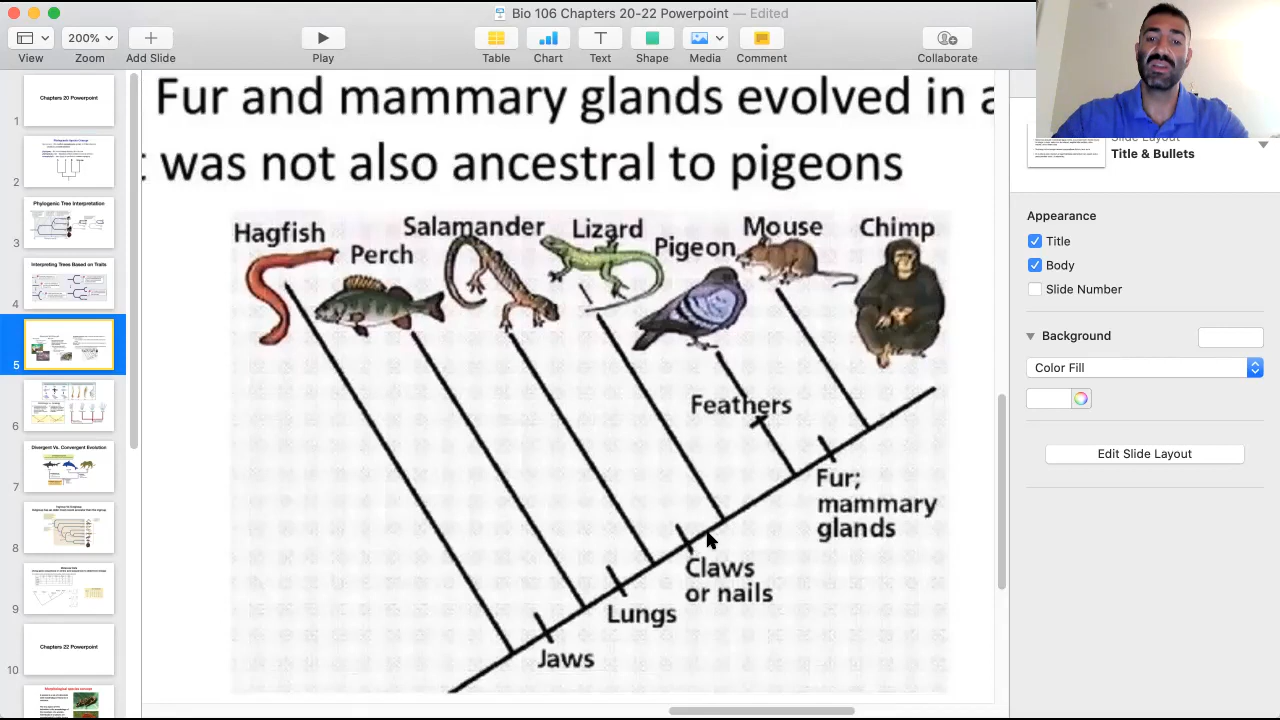 Bio 106 Chapters 20-22 Powerpoint — Edited
200%
View
Zoom
Add Slide
Play
Table
Chart
Text
Shape
Media
Comment
Collaborate
Chapters 20 Powerpoint
1
2
Phylogenic Tree Interpretation
3
Interpreting Trees Based on Traits
4
5
6
Divergent Vs. Convergent Evolution
7
8
9
Chapters 22 Powerpoint
10
Fur and mammary glands evolved in a
t was not also ancestral to pigeons
Hagfish
Perch
Salamander
Lizard
Pigeon
Mouse
Chimp
Feathers
Fur;
mammary
glands
Claws
or nails
Lungs
Jaws
Slide Layout
Title & Bullets
Appearance
Title
Body
Slide Number
Background
Color Fill
Edit Slide Layout